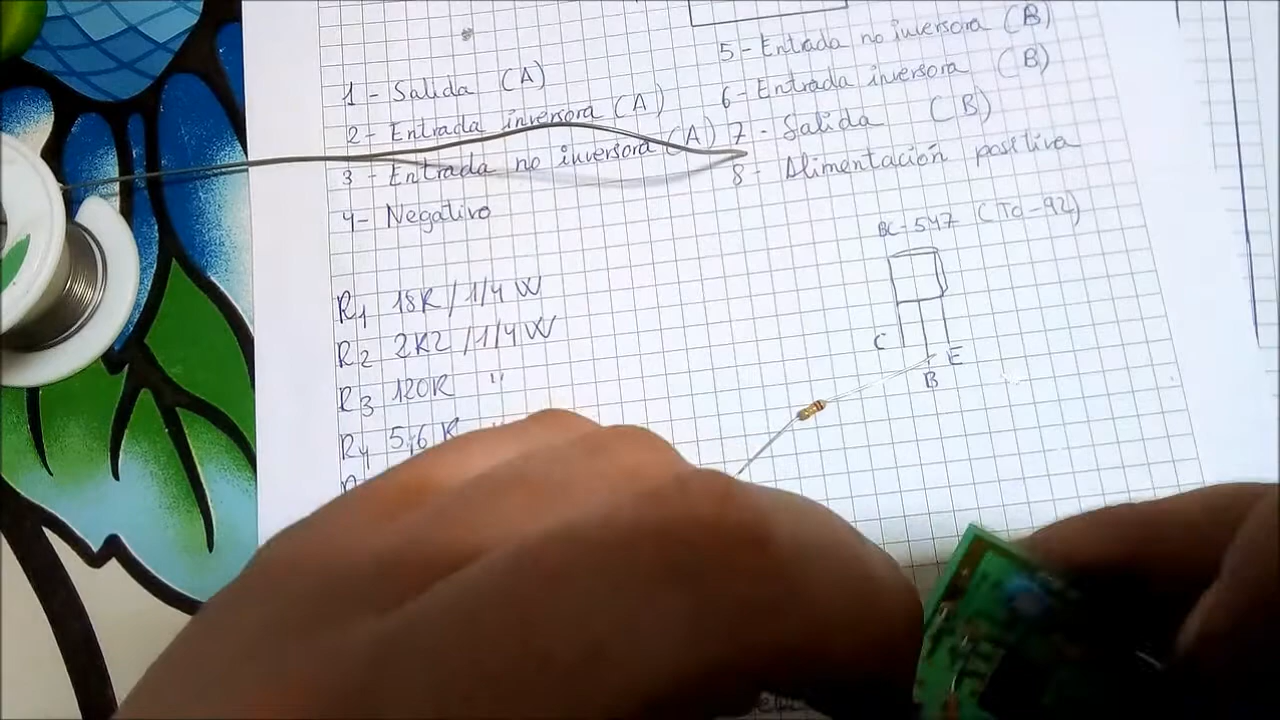 1 - Salida (A)
2 - Entrada inversora (A)
3 - Entrada no inversora (A)
4 - Negativo
5 - Entrada no inversora (B)
6 - Entrada inversora (B)
7 - Salida (B)
8 - Alimentación positiva
BC-547 (TO-92)
C
B
E
R1 18K / 1/4 W
R2 2K2 / 1/4 W
R3 120R "
R4 5,6 K "